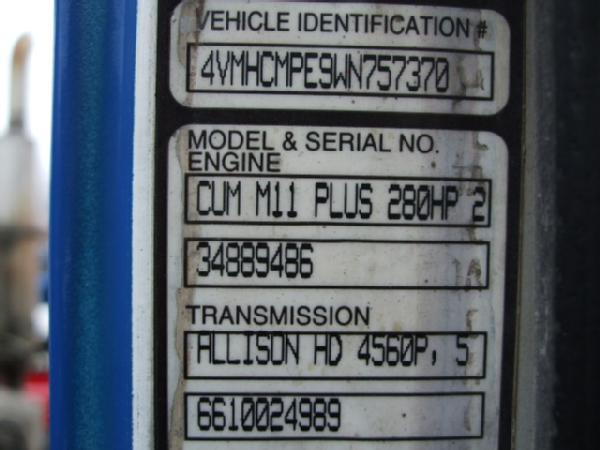 VEHICLE IDENTIFICATION #
4VMHCMPE9WN757370
MODEL & SERIAL NO.
ENGINE
CUM M11 PLUS 280HP 2
34889486
TRANSMISSION
ALLISON HD 4560P, 5
6610024989